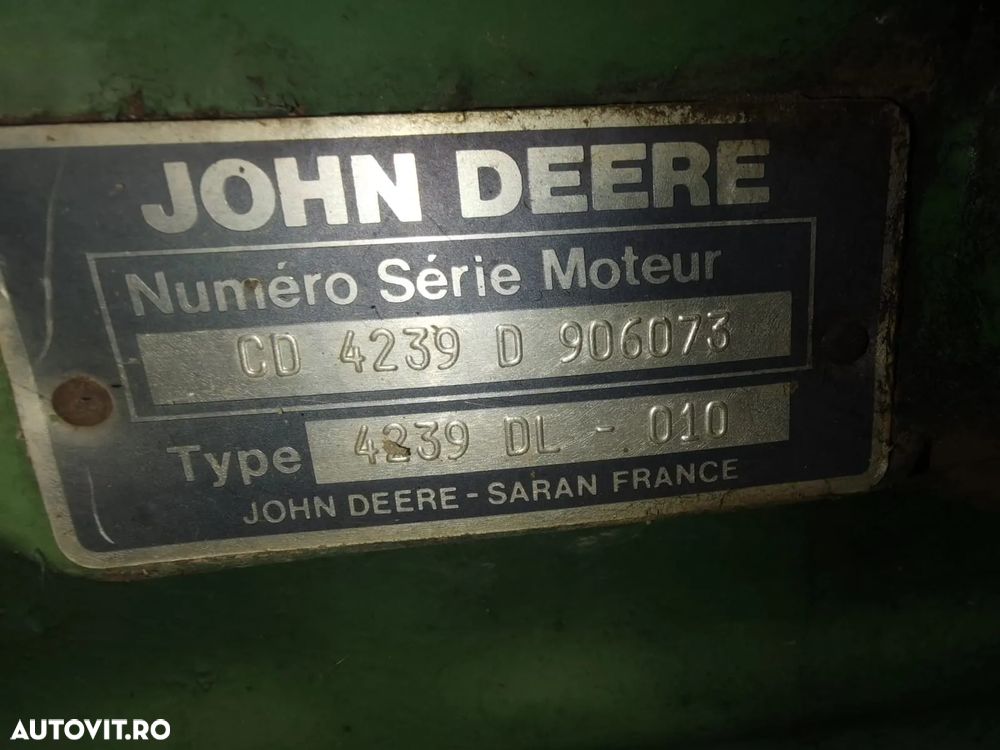 JOHN DEERE
Numéro Série Moteur
CD 4239 D 906073
Type 4239 DL - 010
JOHN DEERE - SARAN FRANCE
AUTOVIT.RO